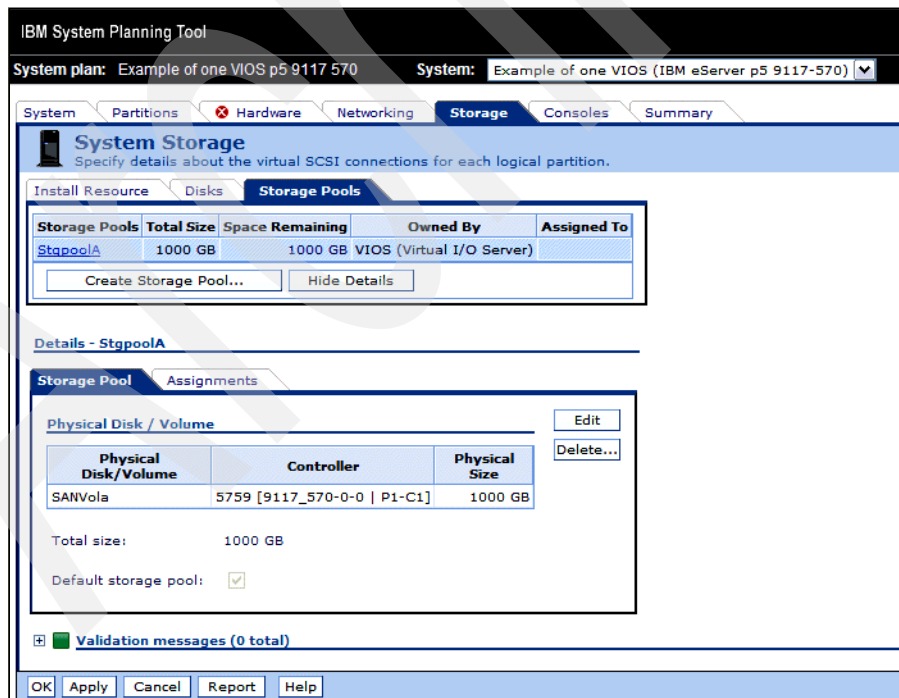 IBM System Planning Tool
System plan: Example of one VIOS p5 9117 570 System: Example of one VIOS (IBM eServer p5 9117-570)
System Partitions Hardware Networking Storage Consoles Summary
System Storage
Specify details about the virtual SCSI connections for each logical partition.
Install Resource Disks Storage Pools
Storage Pools Total Size Space Remaining Owned By Assigned To
StgpoolA 1000 GB 1000 GB VIOS (Virtual I/O Server)
Create Storage Pool... Hide Details
Details - StgpoolA
Storage Pool Assignments
Physical Disk / Volume Edit
Delete...
Physical Disk/Volume Controller Physical Size
SANVola 5759 [9117_570-0-0 | P1-C1] 1000 GB
Total size: 1000 GB
Default storage pool:
Validation messages (0 total)
OK Apply Cancel Report Help